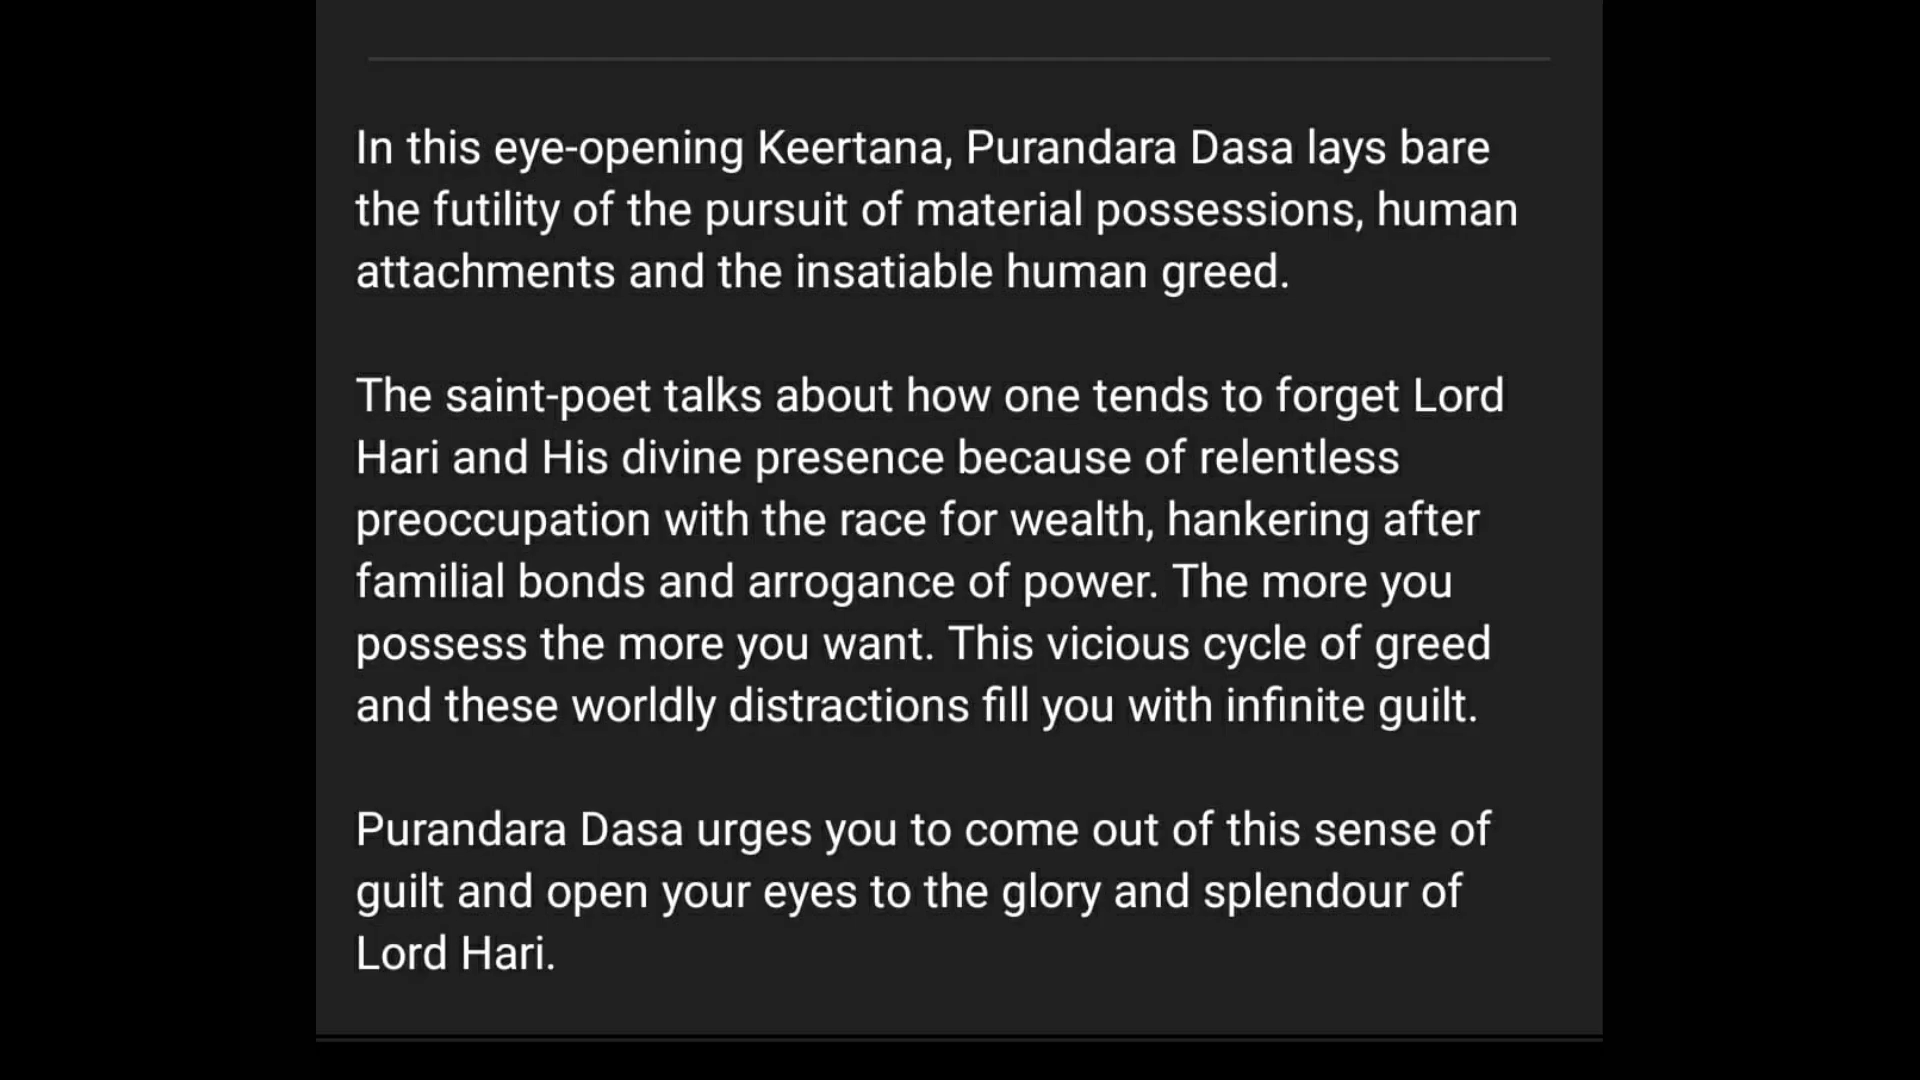 In this eye-opening Keertana, Purandara Dasa lays bare
the futility of the pursuit of material possessions, human
attachments and the insatiable human greed.
The saint-poet talks about how one tends to forget Lord
Hari and His divine presence because of relentless
preoccupation with the race for wealth, hankering after
familial bonds and arrogance of power. The more you
possess the more you want. This vicious cycle of greed
and these worldly distractions fill you with infinite guilt.
Purandara Dasa urges you to come out of this sense of
guilt and open your eyes to the glory and splendour of
Lord Hari.